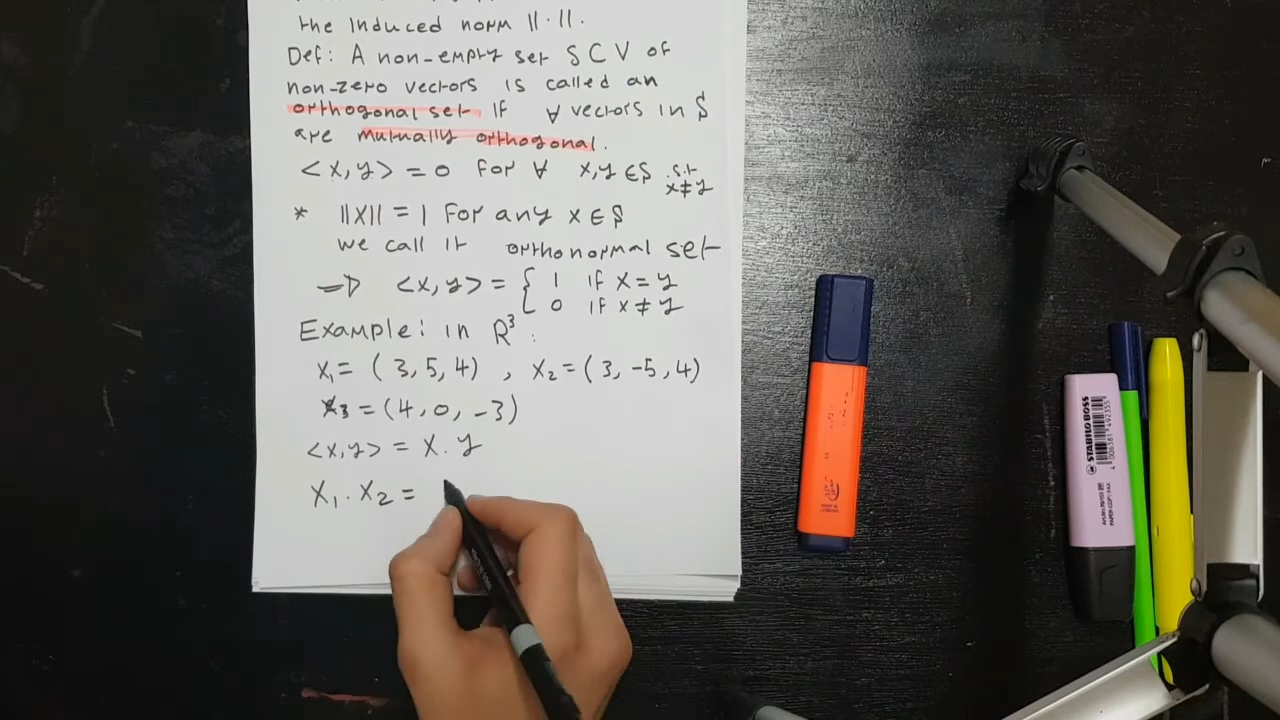 the induced norm ||·||.
Def: A non-empty set S ⊂ V of
non-zero vectors is called an
orthogonal set if ∀ vectors in S
are mutually orthogonal.
<x,y> = 0 for ∀ x,y ∈ S s.t
x≠y
* ||x|| = 1 for any x ∈ S
we call it orthonormal set
⇒ <x,y> = { 1 if x = y
0 if x ≠ y
Example: in R³:
x₁ = (3,5,4), x₂ = (3,-5,4)
x₃ = (4,0,-3)
<x,y> = x.y
x₁.x₂ =
STABILO BOSS